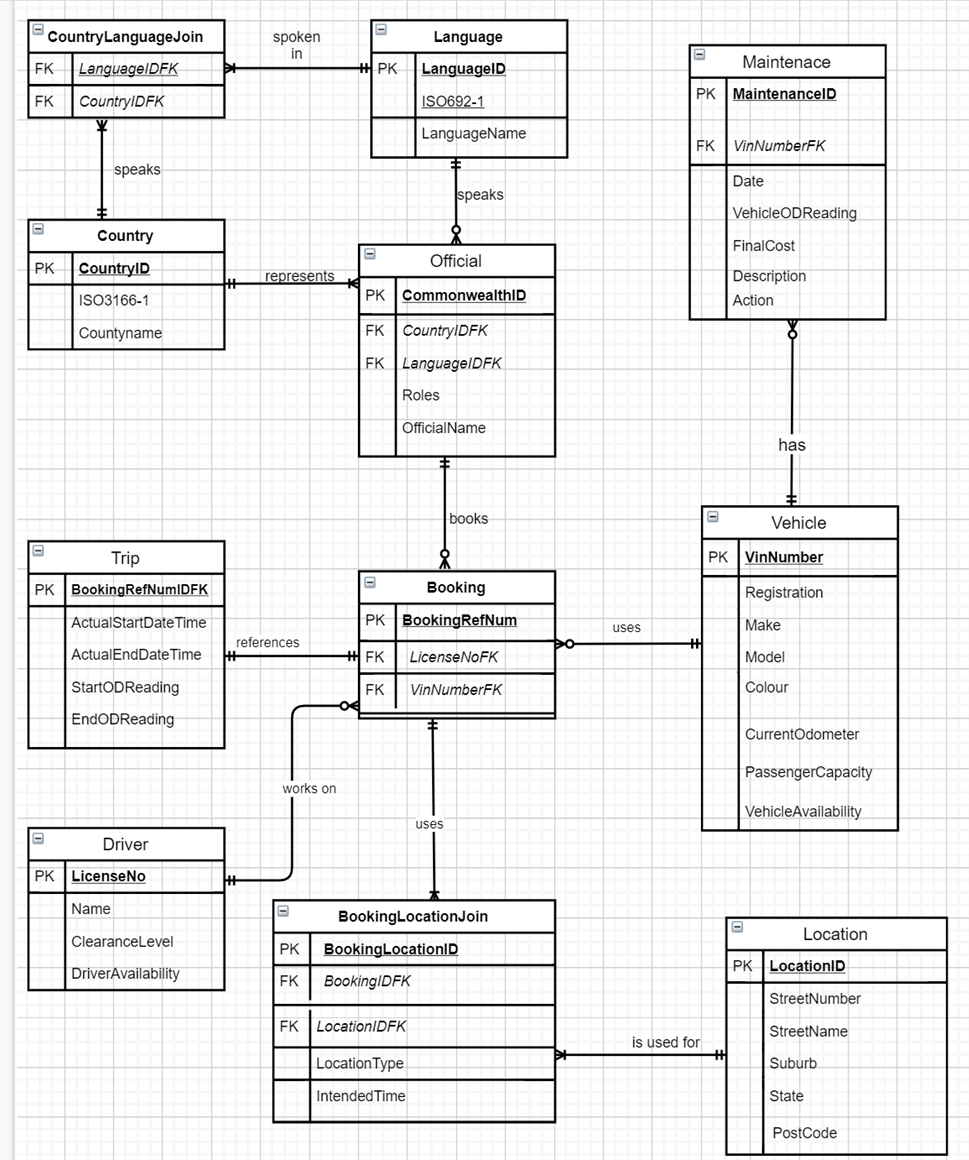 CountryLanguageJoin
FK LanguageIDFK
FK CountryIDFK
spoken
in
Language
PK LanguageID
ISO692-1
LanguageName
Maintenace
PK MaintenanceID
FK VinNumberFK
Date
VehicleODReading
FinalCost
Description
Action
speaks
speaks
Country
PK CountryID
ISO3166-1
Countyname
represents
Official
PK CommonwealthID
FK CountryIDFK
FK LanguageIDFK
Roles
OfficialName
has
books
Trip
PK BookingRefNumIDFK
ActualStartDateTime
ActualEndDateTime
StartODReading
EndODReading
references
Booking
PK BookingRefNum
FK LicenseNoFK
FK VinNumberFK
uses
Vehicle
PK VinNumber
Registration
Make
Model
Colour
CurrentOdometer
PassengerCapacity
VehicleAvailability
works on
uses
Driver
PK LicenseNo
Name
ClearanceLevel
DriverAvailability
BookingLocationJoin
PK BookingLocationID
FK BookingIDFK
FK LocationIDFK
LocationType
IntendedTime
is used for
Location
PK LocationID
StreetNumber
StreetName
Suburb
State
PostCode